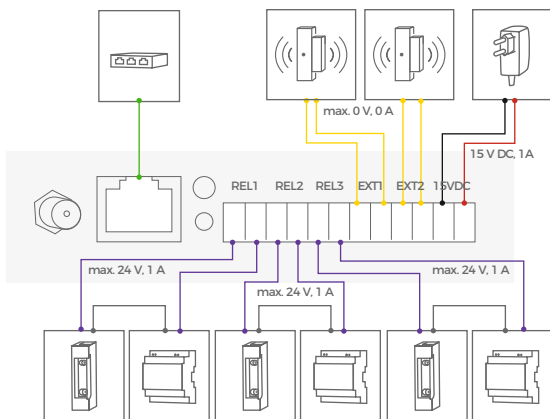 max. 0 V, 0 A
15 V DC, 1A
REL1 REL2 REL3 EXT1 EXT2 15VDC
max. 24 V, 1 A
max. 24 V, 1 A
max. 24 V, 1 A